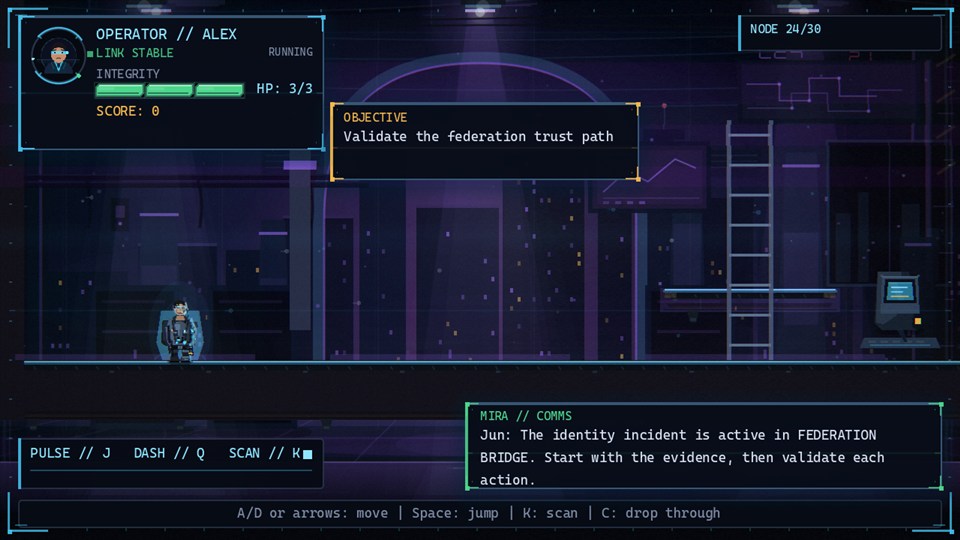 OPERATOR // ALEX
LINK STABLE
RUNNING
INTEGRITY
HP: 3/3
SCORE: 0
NODE 24/30
OBJECTIVE
Validate the federation trust path
MIRA // COMMS
Jun: The identity incident is active in FEDERATION
BRIDGE. Start with the evidence, then validate each
action.
PULSE // J DASH // Q SCAN // K
A/D or arrows: move | Space: jump | K: scan | C: drop through